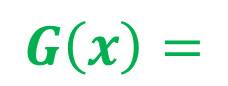 G(x) =